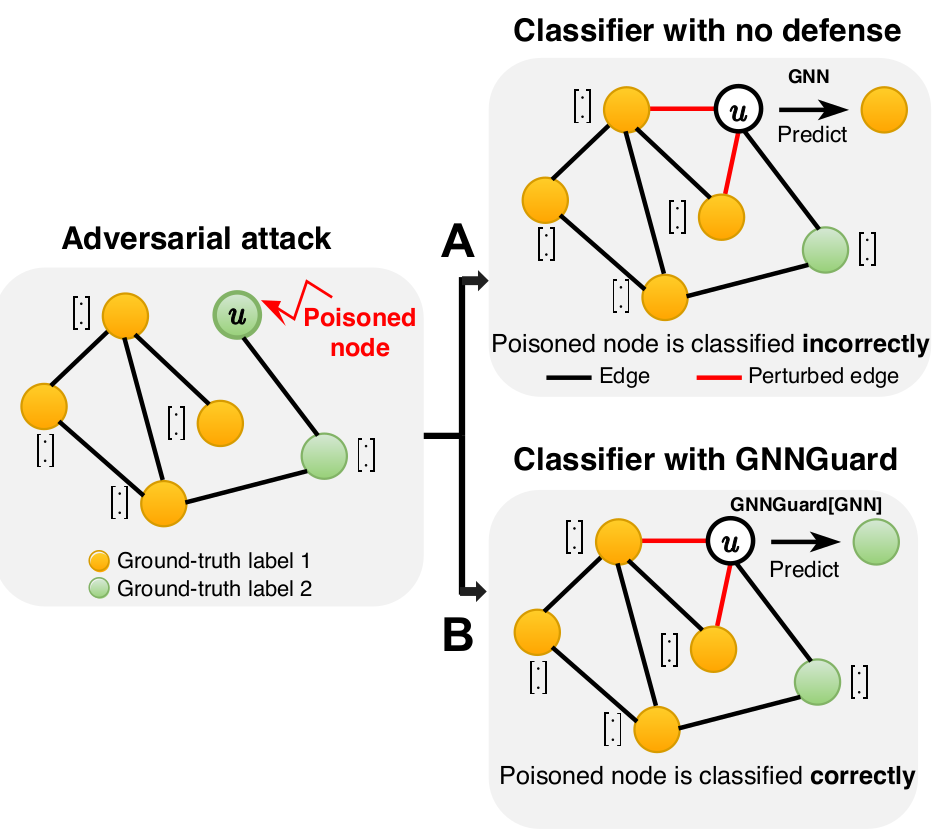 Adversarial attack
[:]
u
Poisoned
node
[:]
[:]
[:]
[:]
Ground-truth label 1
Ground-truth label 2
A
B
Classifier with no defense
GNN
[:]
u
Predict
[:]
[:]
[:]
[:]
Poisoned node is classified incorrectly
Edge
Perturbed edge
Classifier with GNNGuard
GNNGuard[GNN]
[:]
u
Predict
[:]
[:]
[:]
[:]
Poisoned node is classified correctly